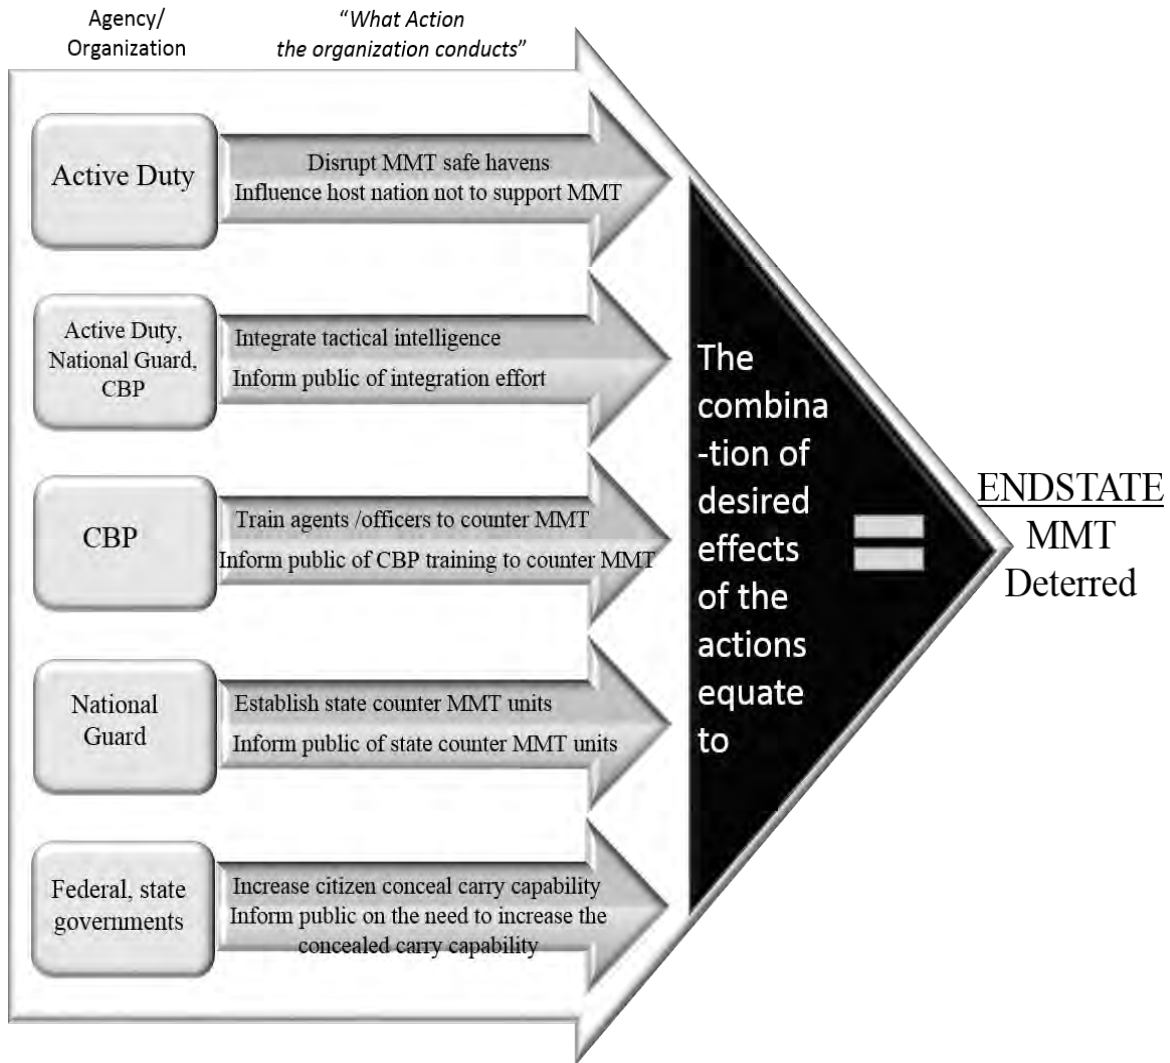 Agency/
Organization
“What Action
the organization conducts”
Active Duty
Disrupt MMT safe havens
Influence host nation not to support MMT
Active Duty,
National Guard,
CBP
Integrate tactical intelligence
Inform public of integration effort
CBP
Train agents /officers to counter MMT
Inform public of CBP training to counter MMT
National
Guard
Establish state counter MMT units
Inform public of state counter MMT units
Federal, state
governments
Increase citizen conceal carry capability
Inform public on the need to increase the
concealed carry capability
The
combina
-tion of
desired
effects
of the
actions
equate
to
=
ENDSTATE
MMT
Deterred